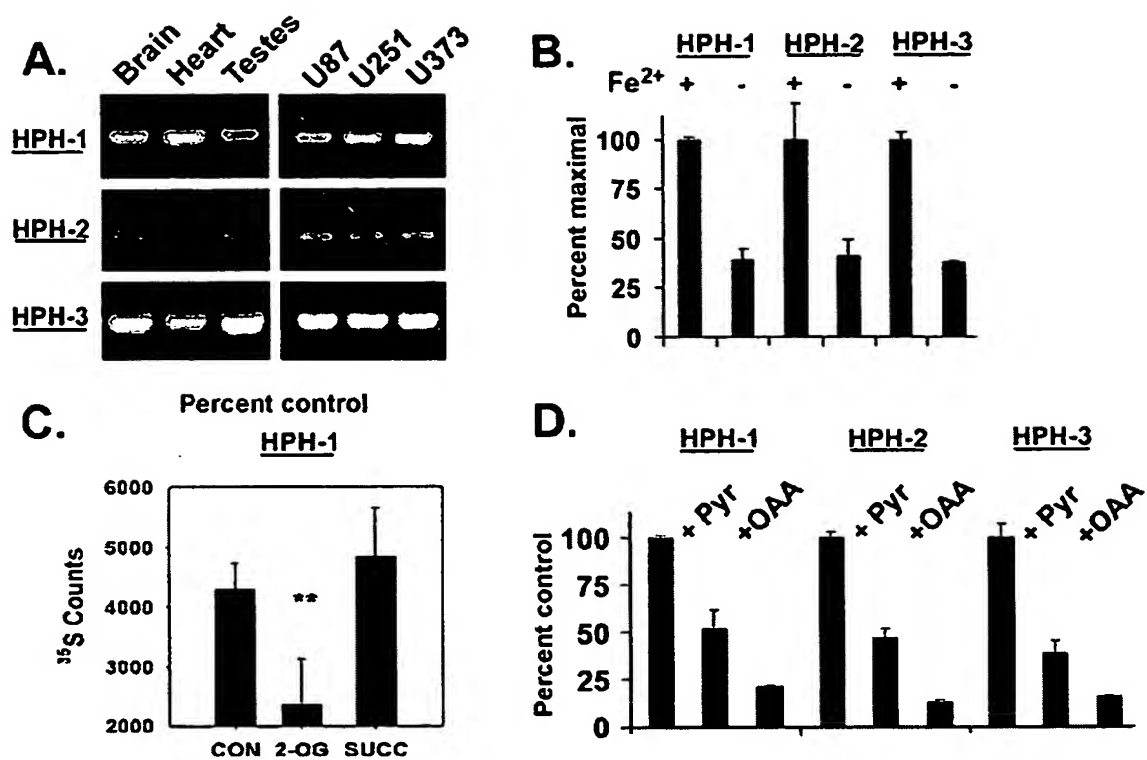 A.
Brain Heart Testes U87 U251 U373
HPH-1
HPH-2
HPH-3
B.
HPH-1 HPH-2 HPH-3
Fe2+ + - + - + -
Percent maximal
100
75
50
25
0
C.
Percent control
HPH-1
35S Counts
6000
5000
4000
3000
2000
**
CON 2-OG SUCC
D.
HPH-1 HPH-2 HPH-3
+ Pyr +OAA + Pyr +OAA + Pyr +OAA
Percent control
100
75
50
25
0